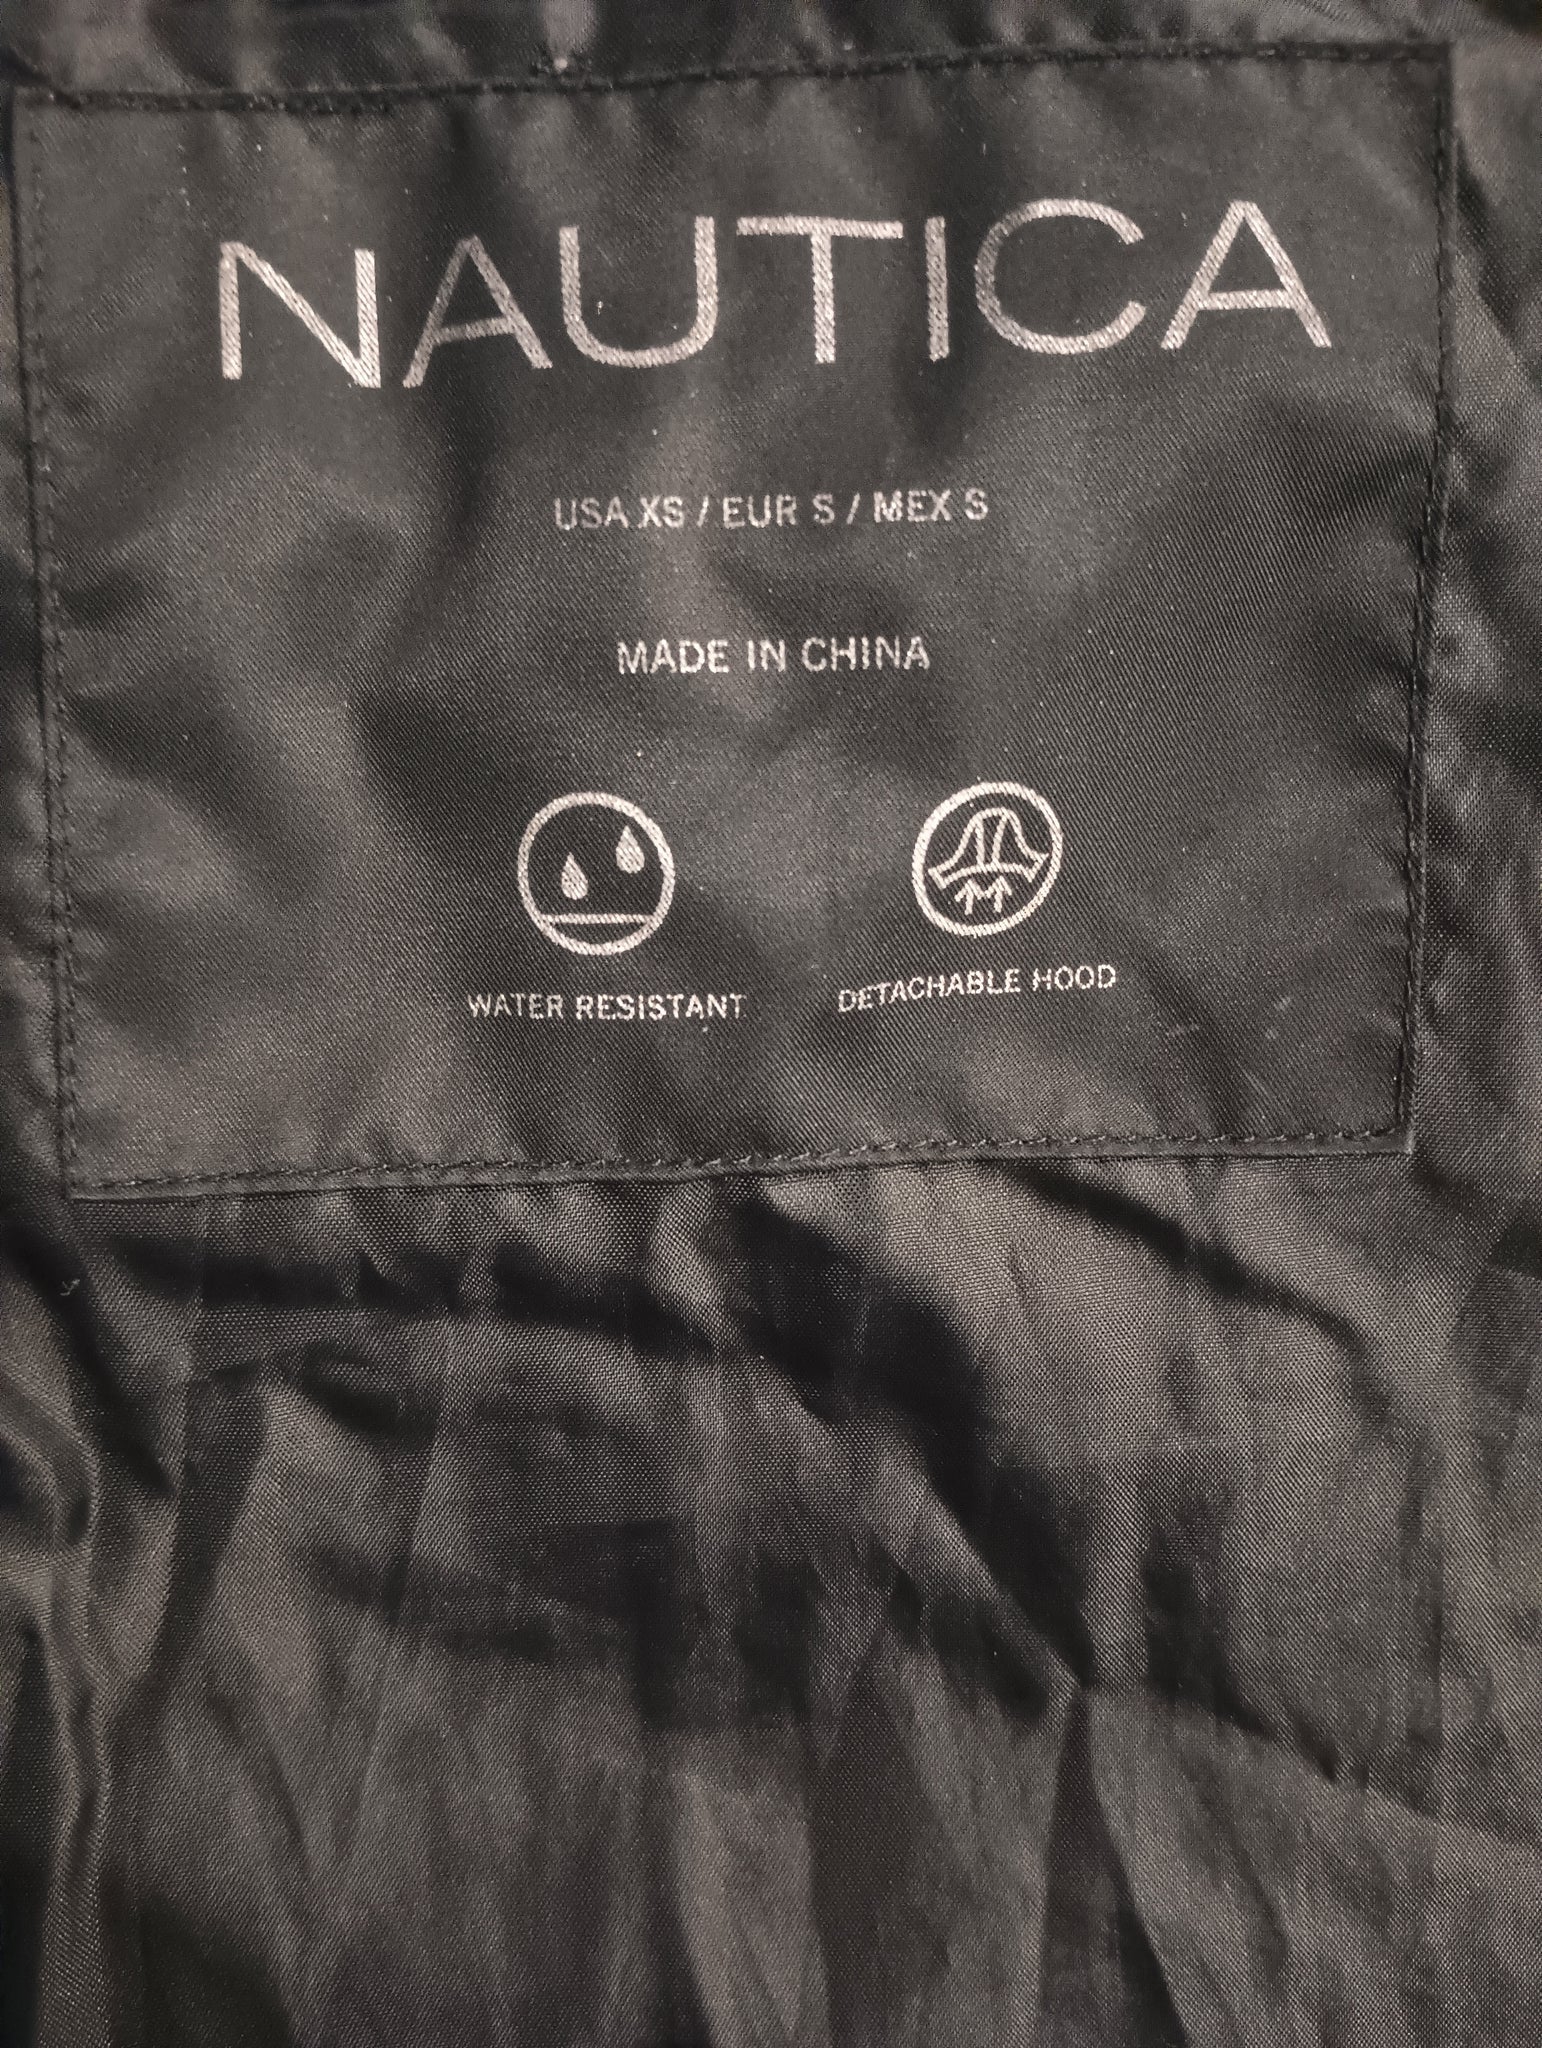 NAUTICA
USA XS / EUR S / MEX S
MADE IN CHINA
WATER RESISTANT
DETACHABLE HOOD